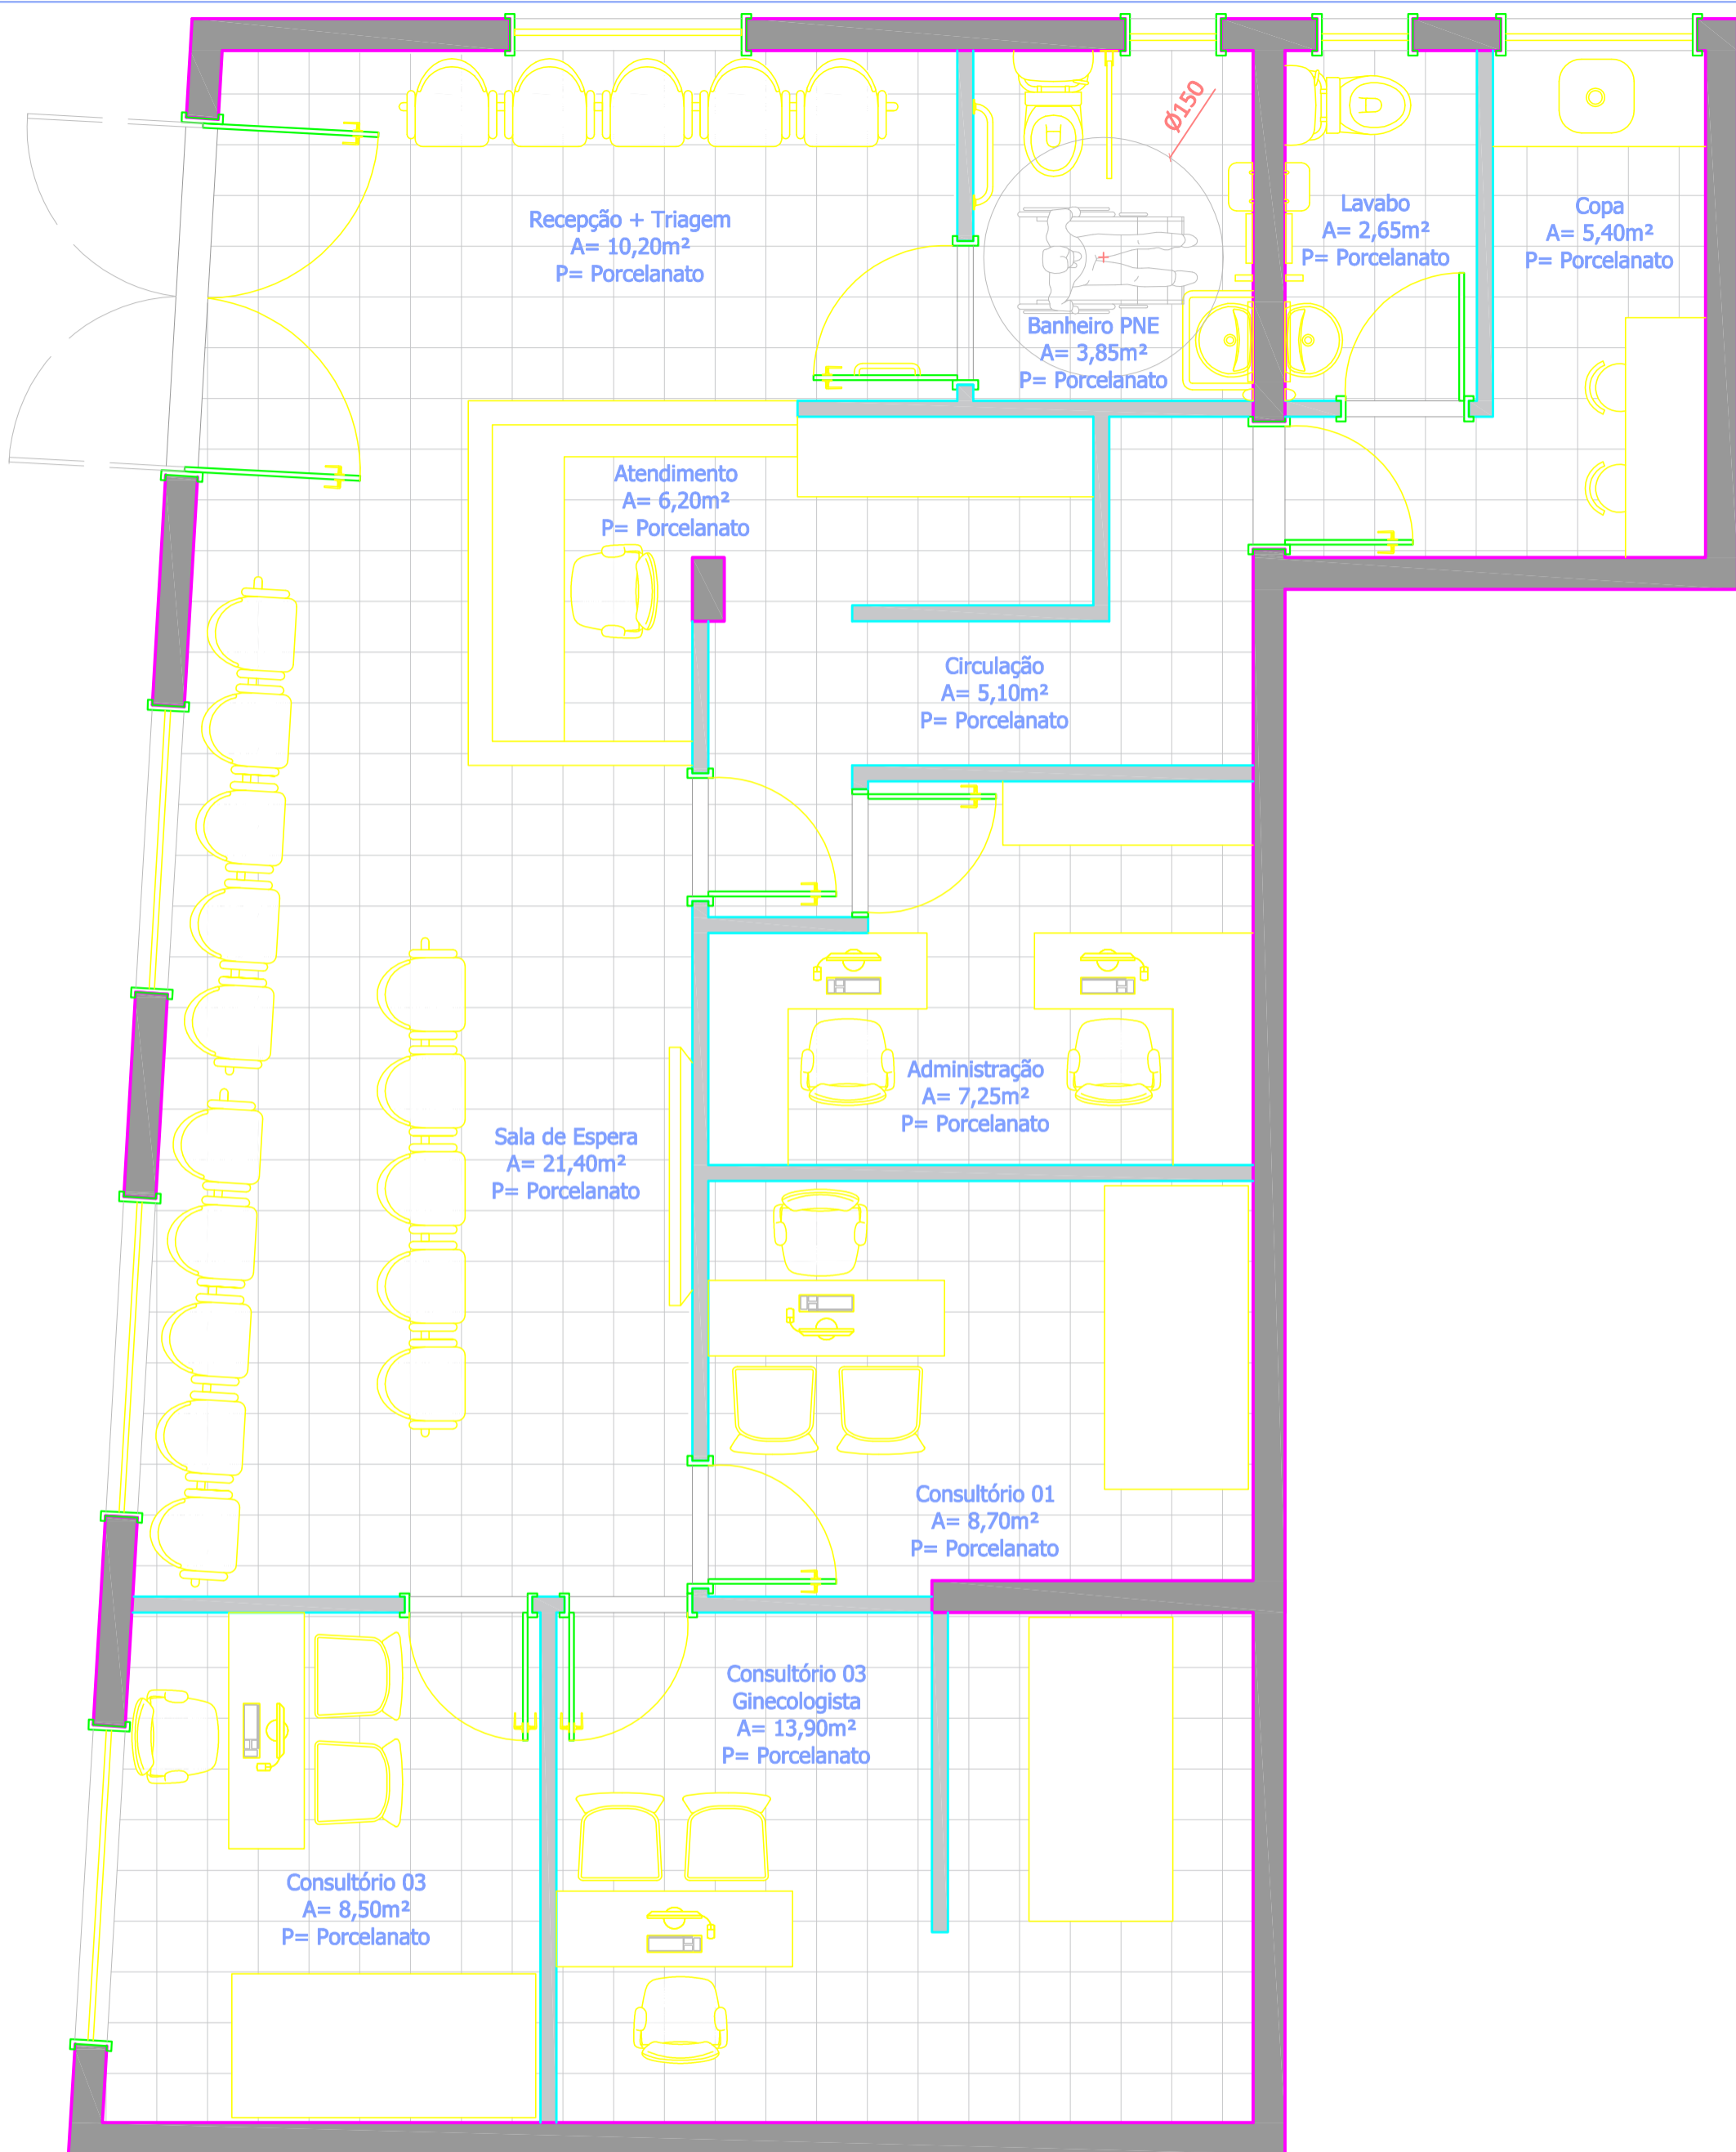 Ø150
Recepção + Triagem
A= 10,20m²
P= Porcelanato
Lavabo
A= 2,65m²
P= Porcelanato
Copa
A= 5,40m²
P= Porcelanato
Banheiro PNE
A= 3,85m²
P= Porcelanato
Atendimento
A= 6,20m²
P= Porcelanato
Circulação
A= 5,10m²
P= Porcelanato
Administração
A= 7,25m²
P= Porcelanato
Sala de Espera
A= 21,40m²
P= Porcelanato
Consultório 01
A= 8,70m²
P= Porcelanato
Consultório 03
Ginecologista
A= 13,90m²
P= Porcelanato
Consultório 03
A= 8,50m²
P= Porcelanato